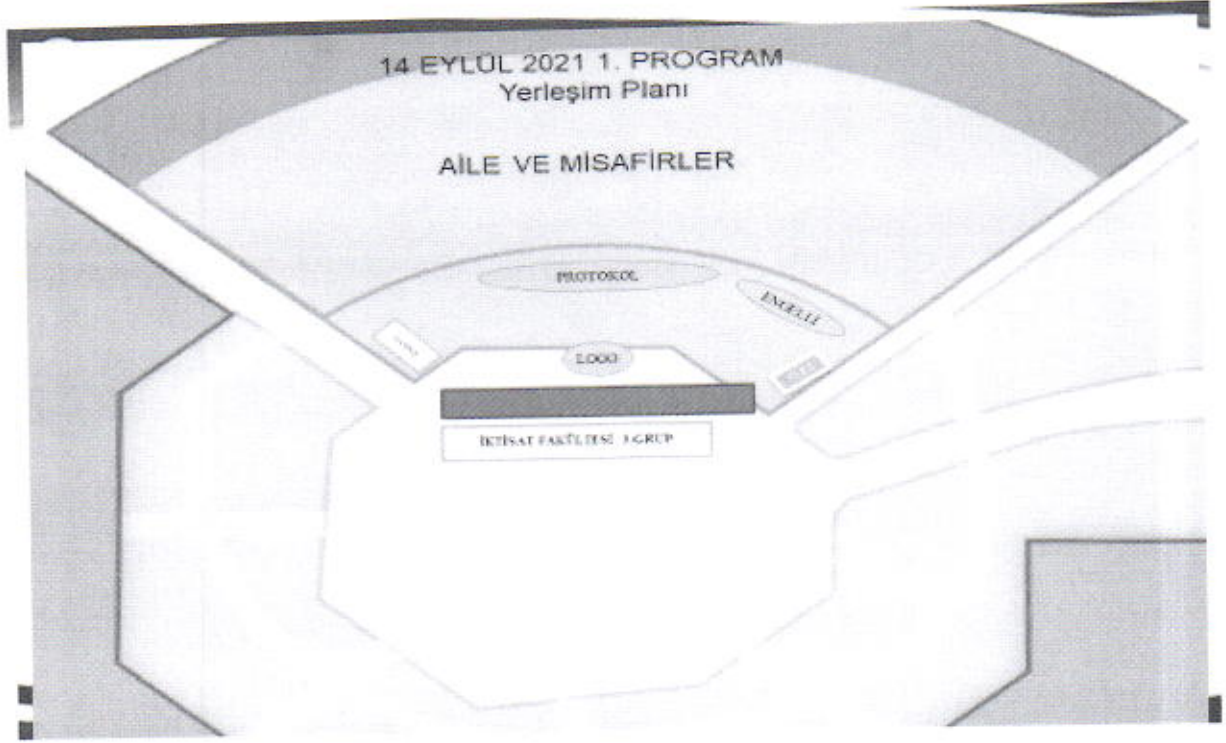 14 EYLÜL 2021 1. PROGRAM
Yerleşim Planı
AİLE VE MİSAFİRLER
PROTOKOL
ENGELLİ
LOGO
İKTİSAT FAKÜLTESİ 3.GRUP